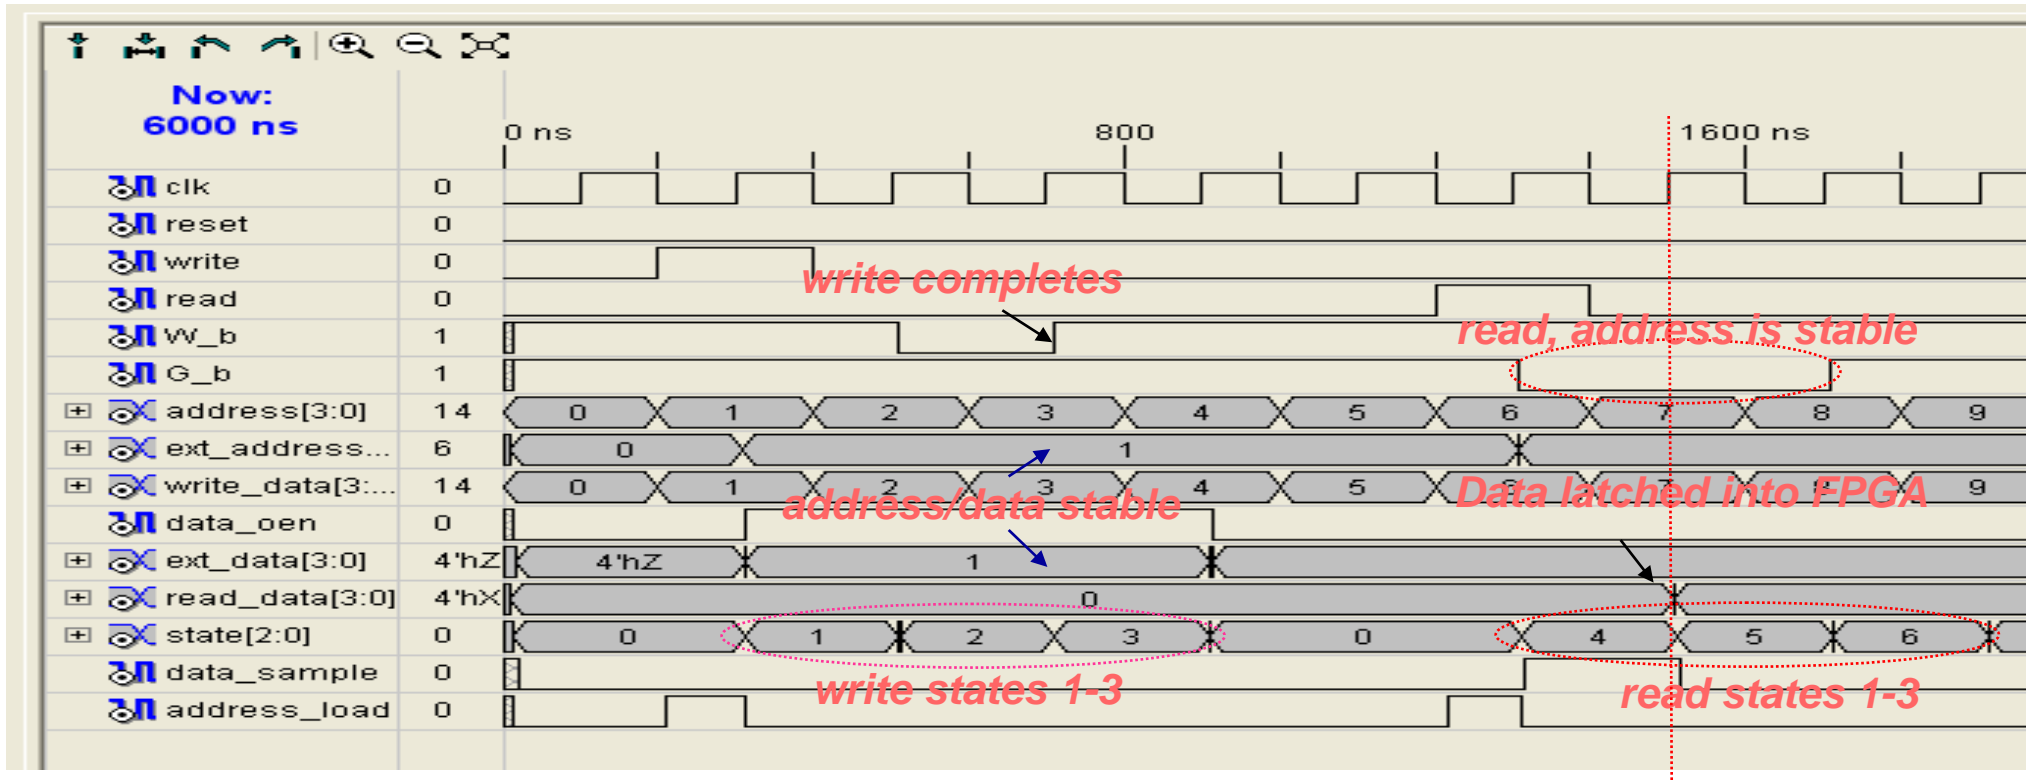 Now:
6000 ns
0 ns 800 1600 ns
clk 0
reset 0
write 0
write completes
read 0
W_b 1
read, address is stable
G_b 1
address[3:0] 14 0 1 2 3 4 5 6 7 8 9
ext_address... 6 0 1
write_data[3:... 14 0 1 2 3 4 5 6 7 8 9
Data latched into FPGA
address/data stable
data_oen 0
ext_data[3:0] 4'hZ 4'hZ 1
read_data[3:0] 4'hX 0
state[2:0] 0 0 1 2 3 0 4 5 6
data_sample 0
write states 1-3 read states 1-3
address_load 0